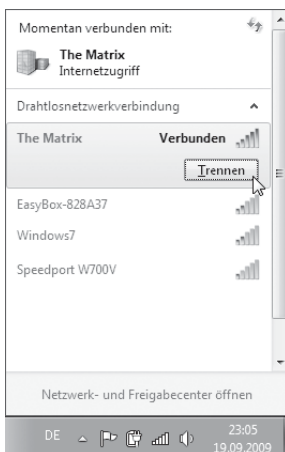 Momentan verbunden mit:
The Matrix
Internetzugriff
Drahtlosnetzwerkverbindung
The Matrix Verbunden
Trennen
EasyBox-828A37
Windows7
Speedport W700V
Netzwerk- und Freigabecenter öffnen
DE 23:05
19.09.2009